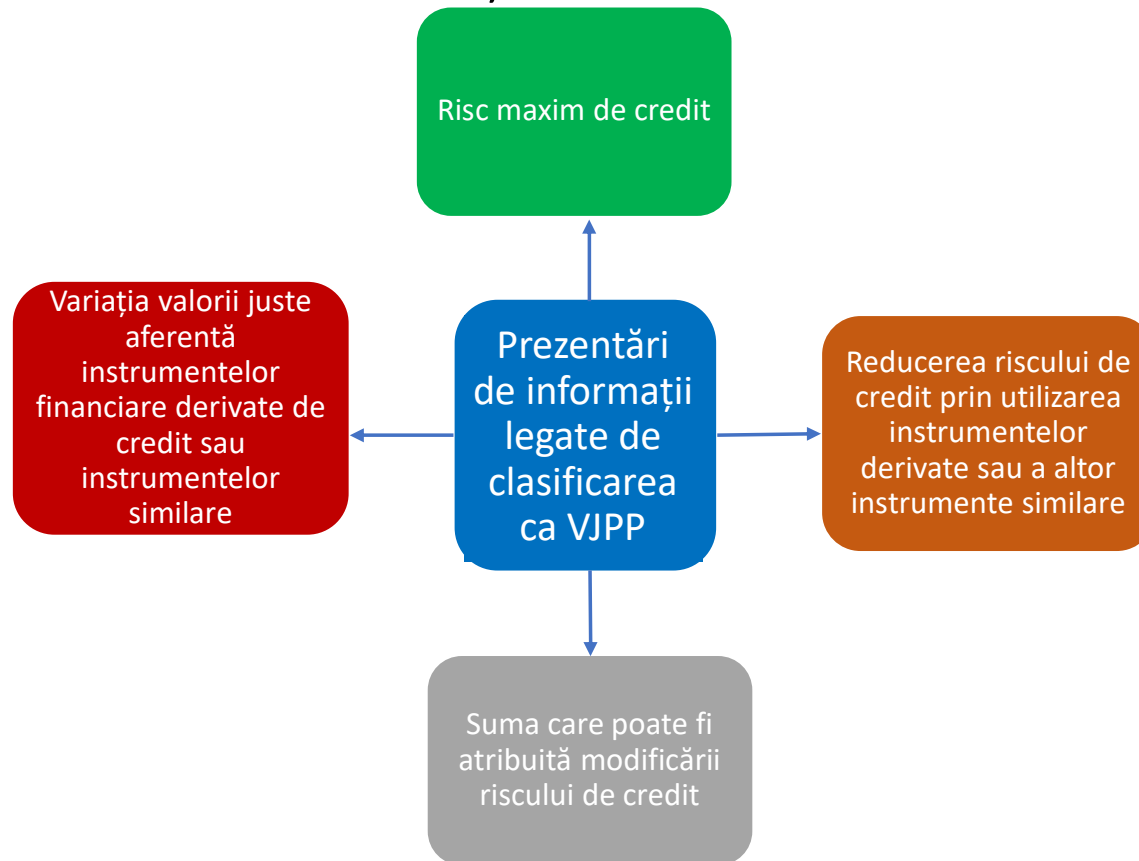 Risc maxim de credit
Variația valorii juste
aferentă
instrumentelor
financiare derivate de
credit sau
instrumentelor
similare
Prezentări
de informații
legate de
clasificarea
ca VJPP
Reducerea riscului de
credit prin utilizarea
instrumentelor
derivate sau a altor
instrumente similare
Suma care poate fi
atribuită modificării
riscului de credit